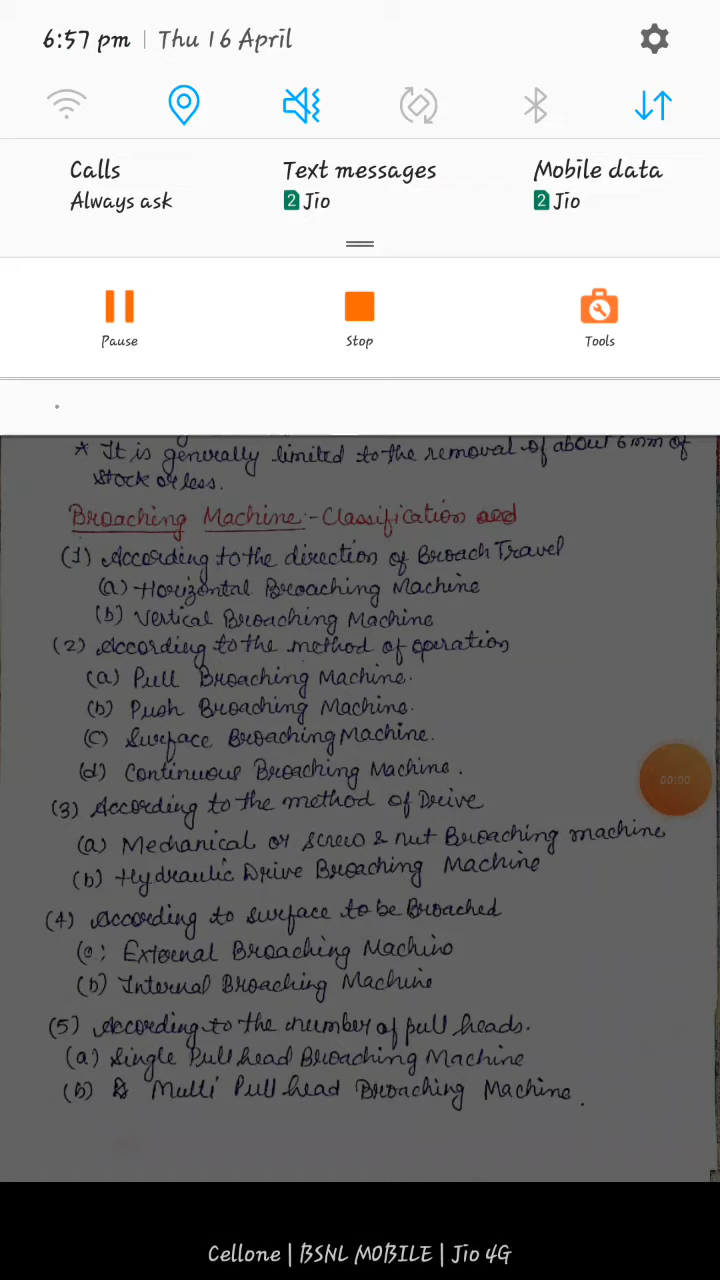 6:57 pm | Thu 16 April
Calls Text messages Mobile data
Always ask 2 Jio 2 Jio
Pause Stop Tools
* It is generally limited to the removal of about 6mm of
stock or less.
Broaching Machine:- Classification and
(1) According to the direction of Broach Travel
(a) Horizontal Broaching Machine
(b) Vertical Broaching Machine
(2) According to the method of operation
(a) Pull Broaching Machine.
(b) Push Broaching Machine.
(c) Surface Broaching Machine.
(d) Continuous Broaching Machine.
00:00
(3) According to the method of Drive
(a) Mechanical or screw & nut Broaching machine
(b) Hydraulic Drive Broaching Machine
(4) According to surface to be Broached
(a) External Broaching Machine
(b) Internal Broaching Machine
(5) According to the number of pull heads.
(a) Single Pull head Broaching Machine
(b) Multi Pull head Broaching Machine.
Cellone | BSNL MOBILE | Jio 4G